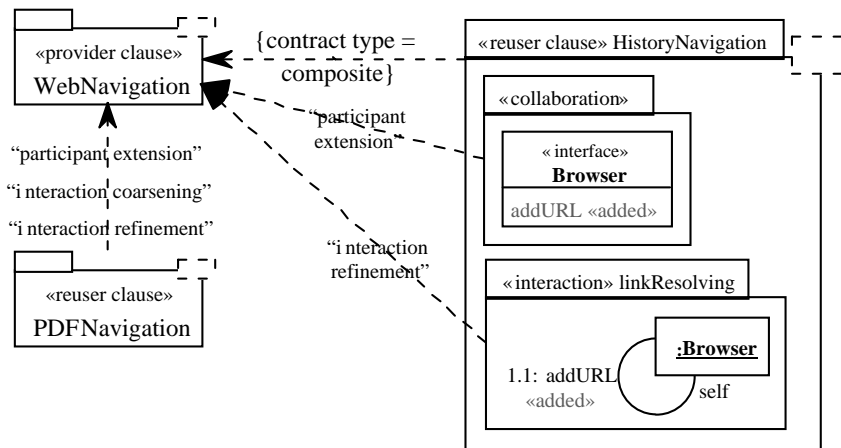 «provider clause»
WebNavigation
{contract type =
composite}
«reuser clause» HistoryNavigation
«collaboration»
“participant
extension”
«interface»
Browser
addURL «added»
“participant extension”
“i nteraction coarsening”
“i nteraction refinement”
“i nteraction
refinement”
«reuser clause»
PDFNavigation
«interaction» linkResolving
:Browser
1.1: addURL
«added»
self